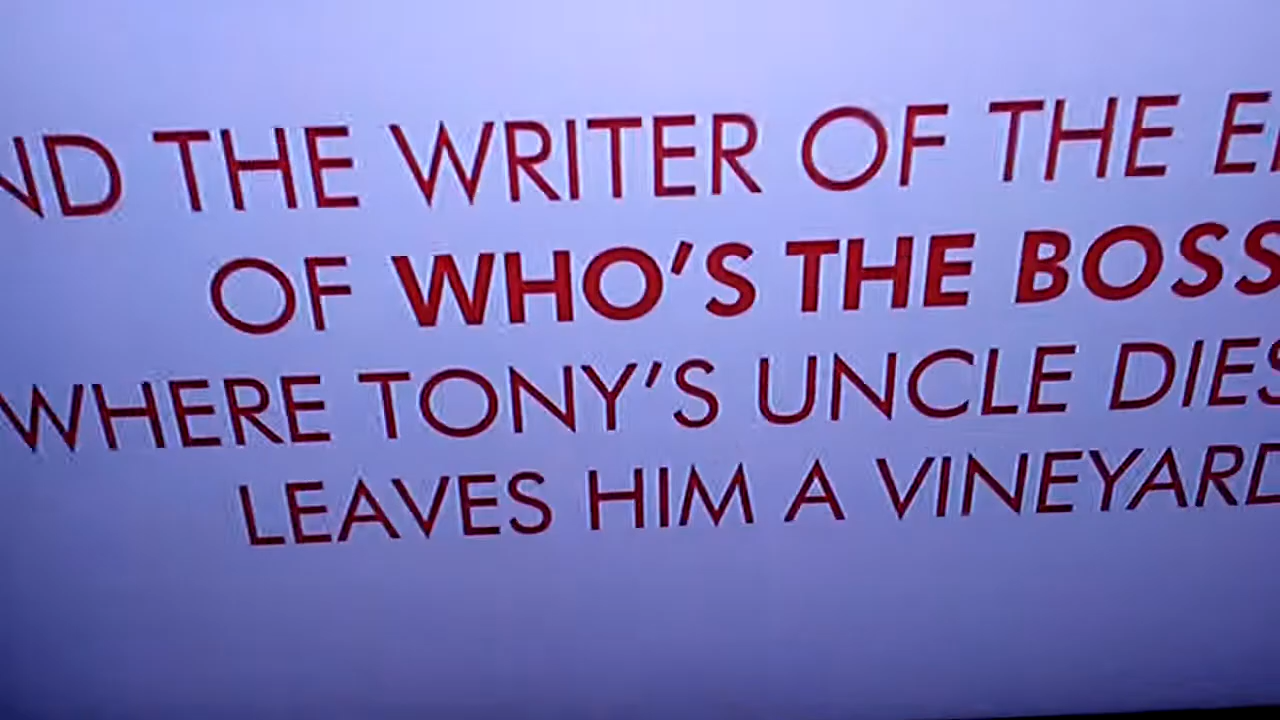 ND THE WRITER OF THE
OF WHO'S THE BOSS
WHERE TONY'S UNCLE DIES
LEAVES HIM A VINEYARD